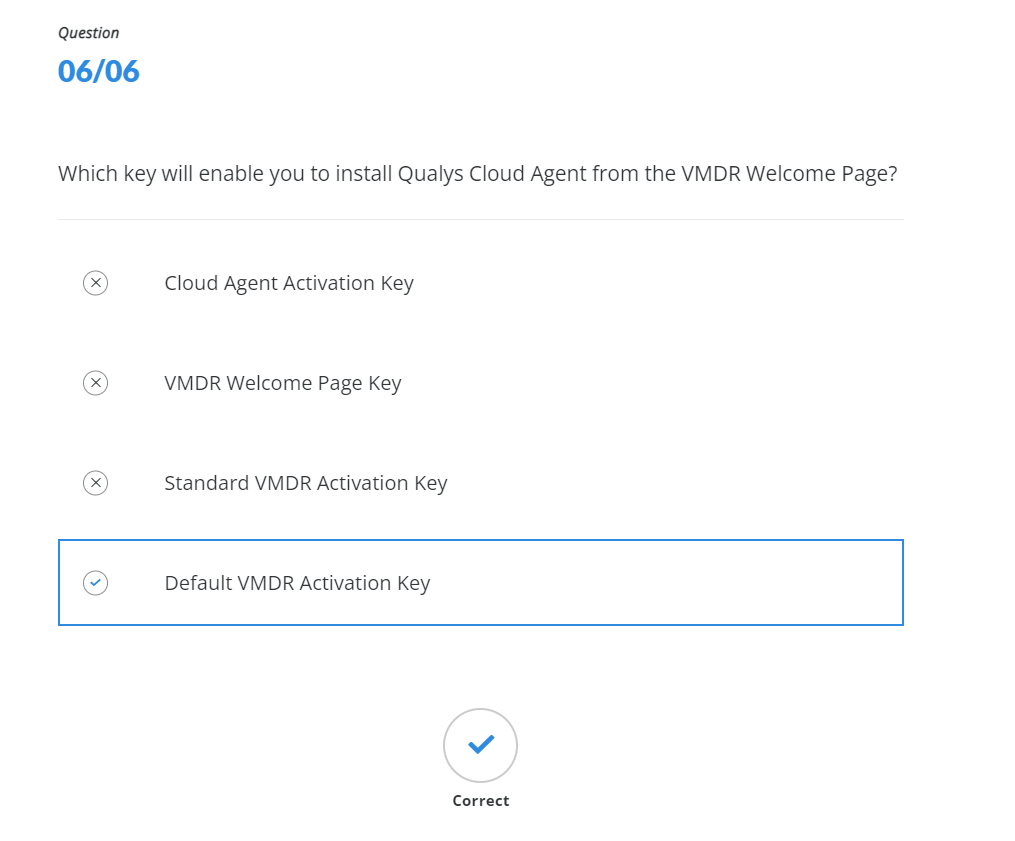 Question
06/06
Which key will enable you to install Qualys Cloud Agent from the VMDR Welcome Page?
Cloud Agent Activation Key
VMDR Welcome Page Key
Standard VMDR Activation Key
Default VMDR Activation Key
Correct